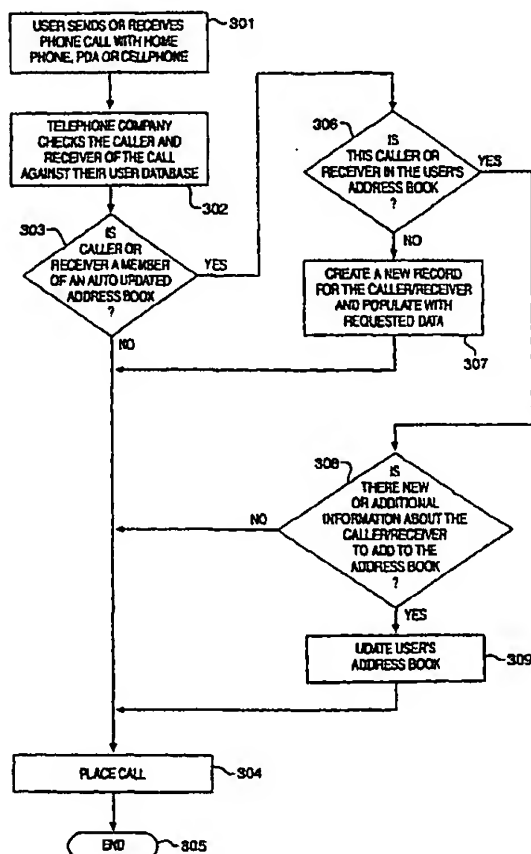 USER SENDS OR RECEIVES
PHONE CALL WITH HOME
PHONE, PDA OR CELLPHONE
301
TELEPHONE COMPANY
CHECKS THE CALLER AND
RECEIVER OF THE CALL
AGAINST THEIR USER DATABASE
302
303
IS
CALLER OR
RECEIVER A MEMBER
OF AN AUTO UPDATED
ADDRESS BOOK
?
YES
NO
306
IS
THIS CALLER OR
RECEIVER IN THE USER'S
ADDRESS BOOK
?
YES
NO
CREATE A NEW RECORD
FOR THE CALLER/RECEIVER
AND POPULATE WITH
REQUESTED DATA
307
308
IS
THERE NEW
OR ADDITIONAL
INFORMATION ABOUT THE
CALLER/RECEIVER
TO ADD TO THE
ADDRESS BOOK
?
NO
YES
UDATE USER'S
ADDRESS BOOK
309
PLACE CALL
304
END
305